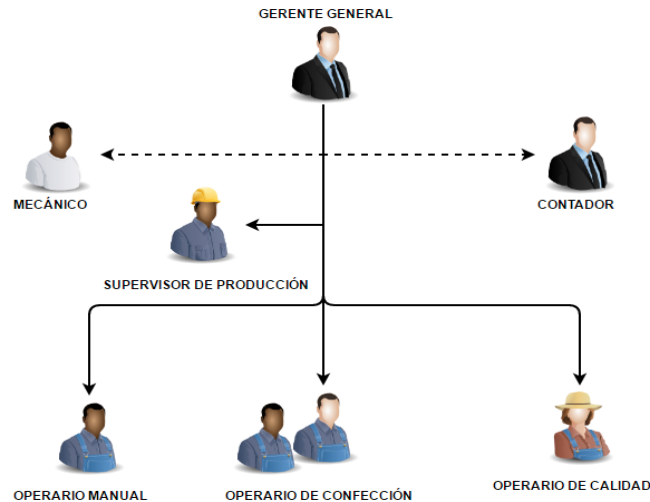 GERENTE GENERAL
MECÁNICO
CONTADOR
SUPERVISOR DE PRODUCCIÓN
OPERARIO MANUAL
OPERARIO DE CONFECCIÓN
OPERARIO DE CALIDAD